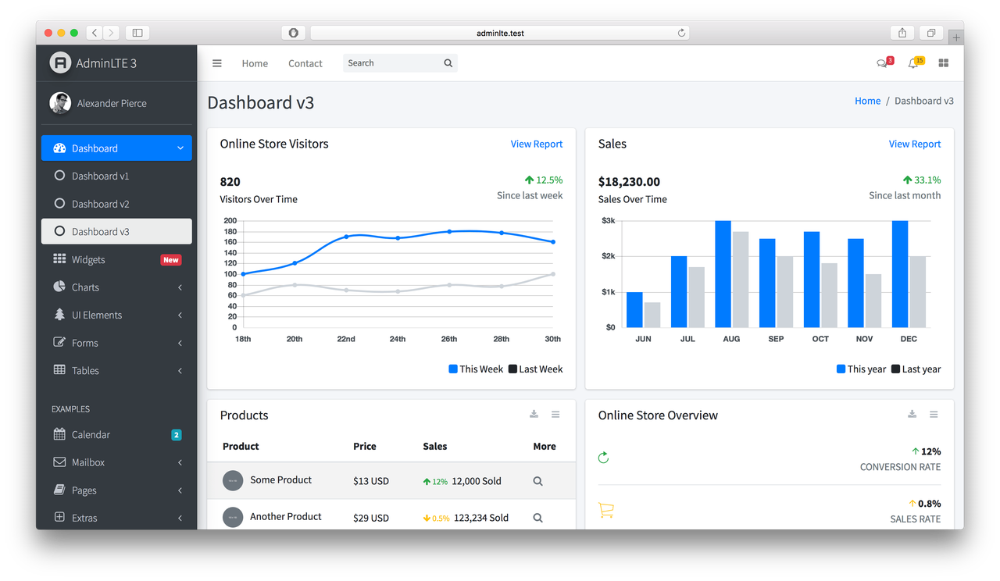 adminlte.test
AdminLTE 3
Home Contact Search 3 15
Alexander Pierce
Dashboard
Dashboard v1
Dashboard v2
Dashboard v3
Widgets New
Charts
UI Elements
Forms
Tables
EXAMPLES
Calendar 2
Mailbox
Pages
Extras
Dashboard v3
Home / Dashboard v3
Online Store Visitors View Report
820 12.5%
Visitors Over Time Since last week
200
180
160
140
120
100
80
60
40
20
0
18th 20th 22nd 24th 26th 28th 30th
This Week Last Week
Sales View Report
$18,230.00 33.1%
Sales Over Time Since last month
$3k
$2k
$1k
$0
JUN JUL AUG SEP OCT NOV DEC
This year Last year
Products
Product Price Sales More
Some Product $13 USD 12% 12,000 Sold
Another Product $29 USD 0.5% 123,234 Sold
Online Store Overview
12%
CONVERSION RATE
0.8%
SALES RATE